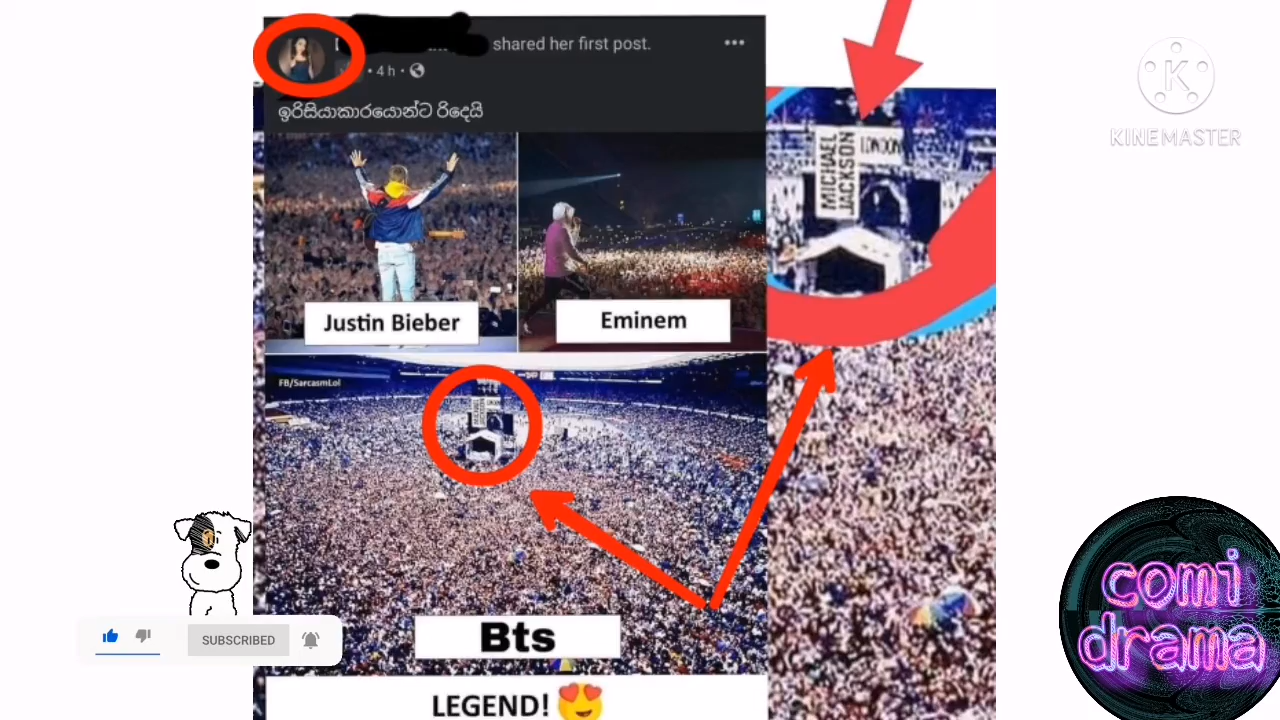 shared her first post.
4 h
ඉරිසියාකාරයොන්ට රිදෙයි
Justin Bieber
Eminem
FB/SarcasmLol
MICHAEL
JACKSON
LONDON
Bts
LEGEND!
SUBSCRIBED
K
KINEMASTER
comi
drama